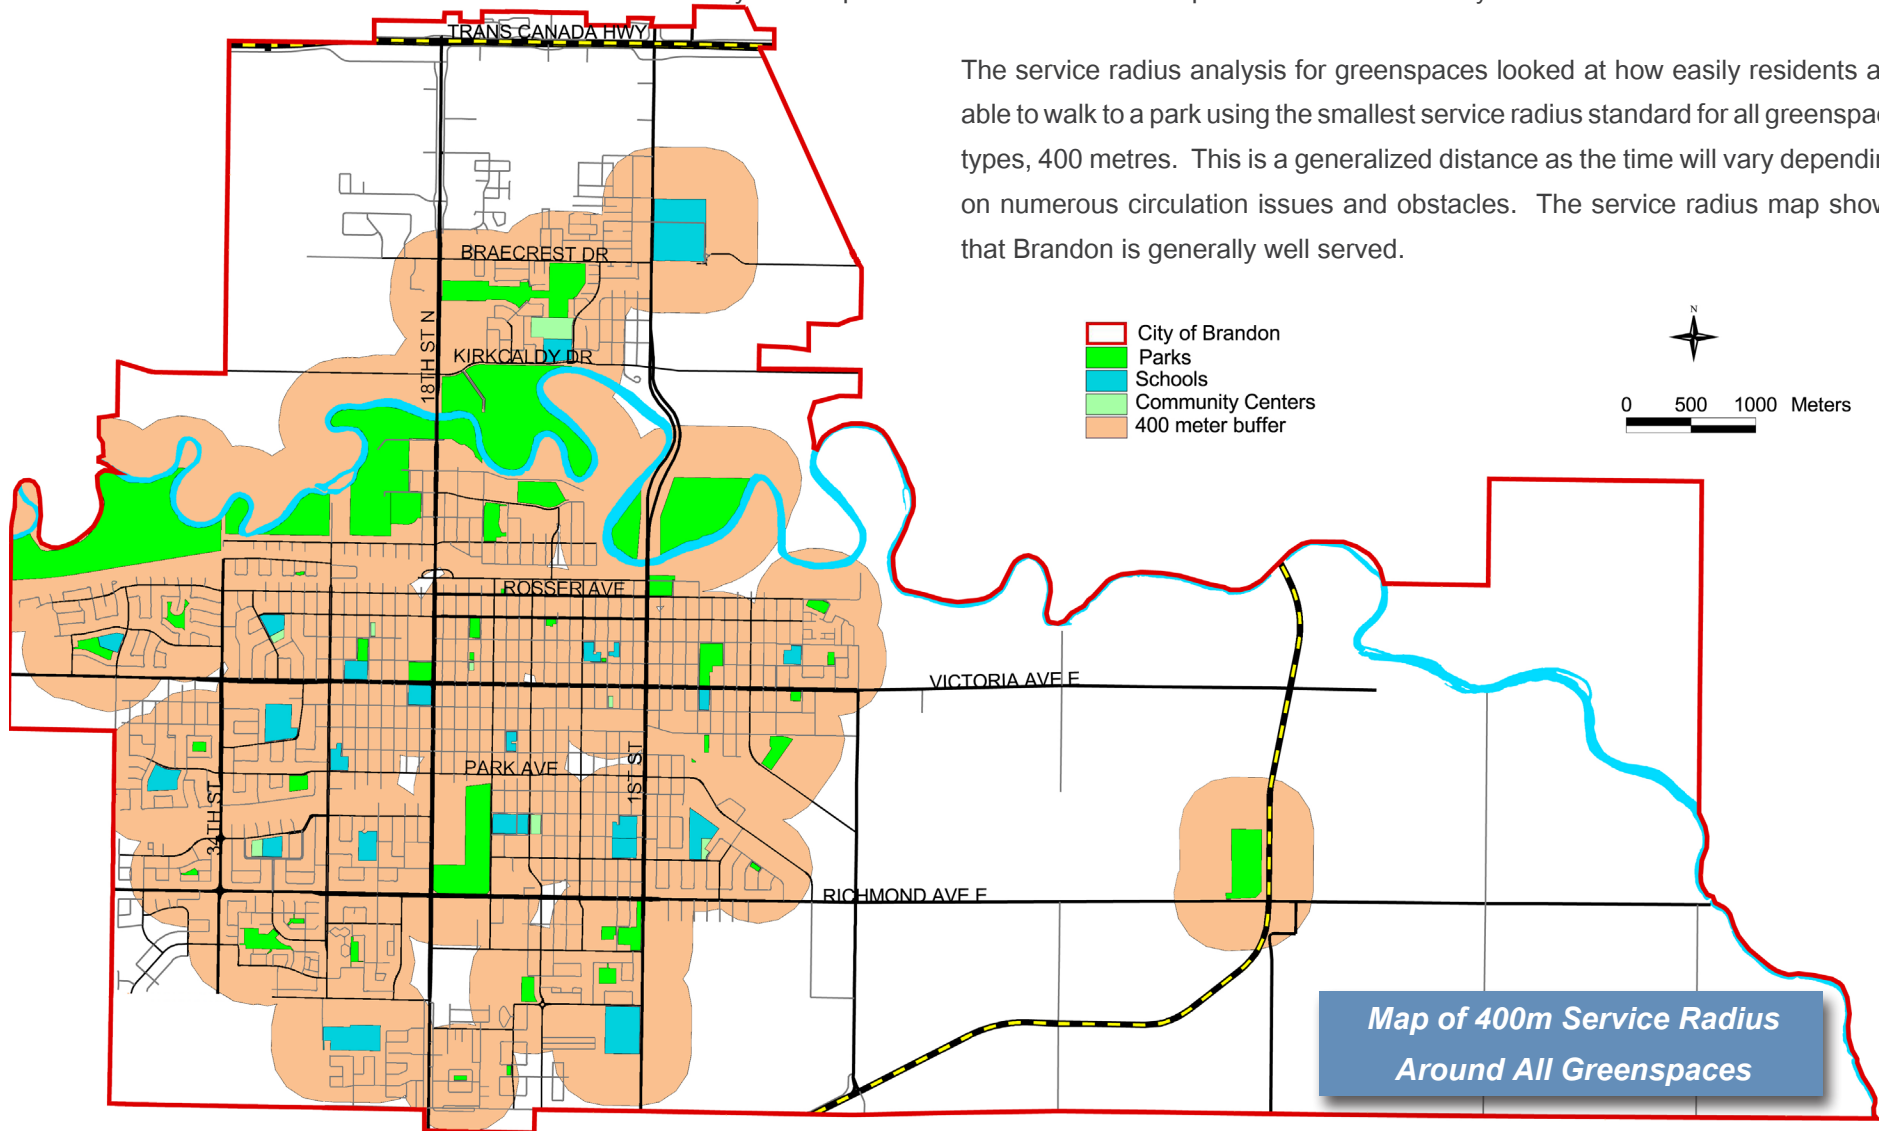 The service radius analysis for greenspaces looked at how easily residents a
able to walk to a park using the smallest service radius standard for all greenspac
types, 400 metres. This is a generalized distance as the time will vary dependin
on numerous circulation issues and obstacles. The service radius map show
that Brandon is generally well served.
TRANS CANADA HWY
BRAECREST DR
18TH ST N
KIRKCALDY DR
City of Brandon
Parks
Schools
Community Centers
400 meter buffer
N
0 500 1000 Meters
ROSSER AVE
VICTORIA AVE E
PARK AVE
1ST ST
34TH ST
RICHMOND AVE E
Map of 400m Service Radius
Around All Greenspaces